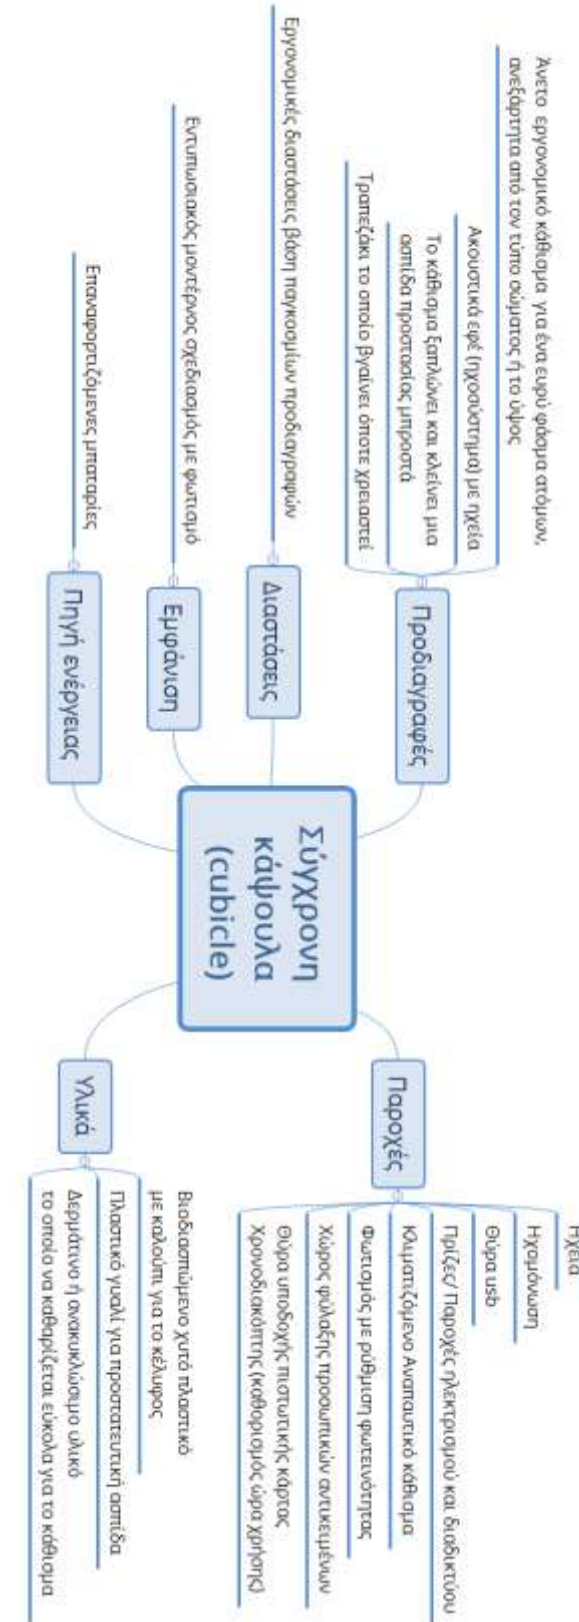 Σύγχρονη
κάψουλα
(cubicle)
Προδιαγραφές
Άνετο εργονομικό κάθισμα για ένα ευρύ φάσμα ατόμων,
ανεξάρτητα από τον τύπο σώματος ή το ύψος
Ακουστικά εφέ (ηχοσύστημα) με ηχεία
Το κάθισμα ξαπλώνει και κλείνει μια
ασπίδα προστασίας μπροστά
Τραπεζάκι το οποίο βγαίνει όποτε χρειαστεί
Διαστάσεις
Εργονομικές διαστάσεις βάση παγκοσμίων προδιαγραφών
Εμφάνιση
Εντυπωσιακός μοντέρνος σχεδιασμός με φωτισμό
Πηγή ενέργειας
Επαναφορτιζόμενες μπαταρίες
Παροχές
Ηχεία
Ηχομόνωση
Θύρα usb
Πρίζες/ Παροχές ηλεκτρισμού και διαδικτύου
Κλιματιζόμενο Αναπαυτικό κάθισμα
Φωτισμός με ρύθμιση φωτεινότητας
Χώρος φύλαξης προσωπικών αντικειμένων
Θύρα υποδοχής πιστωτικής κάρτας
Χρονοδιακόπτης (καθορισμός ώρα χρήσης)
Υλικά
Βιοδιασπώμενο χυτό πλαστικό
με καλούπι για το κέλυφος
Πλαστικό γυαλί για προστατευτική ασπίδα
Δερμάτινο ή ανακυκλώσιμο υλικό
το οποίο να καθαρίζεται εύκολα για το κάθισμα